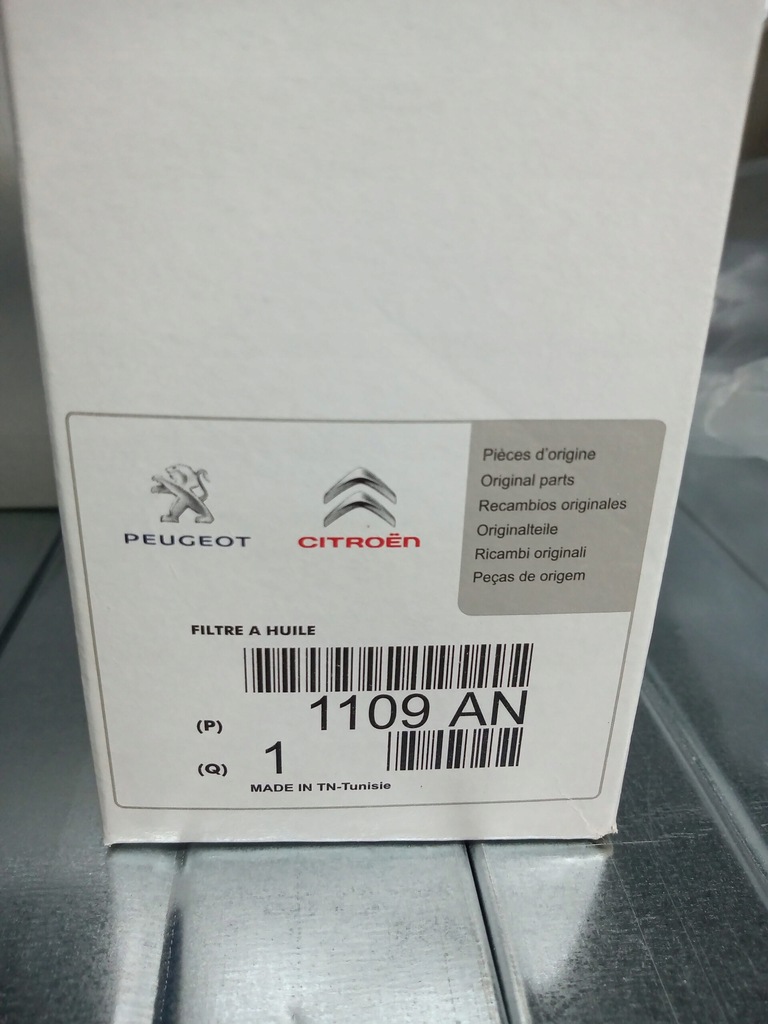 PEUGEOT
CITROËN
Pièces d'origine
Original parts
Recambios originales
Originalteile
Ricambi originali
Peças de origem
FILTRE A HUILE
(P) 1109 AN
(Q) 1
MADE IN TN-Tunisie